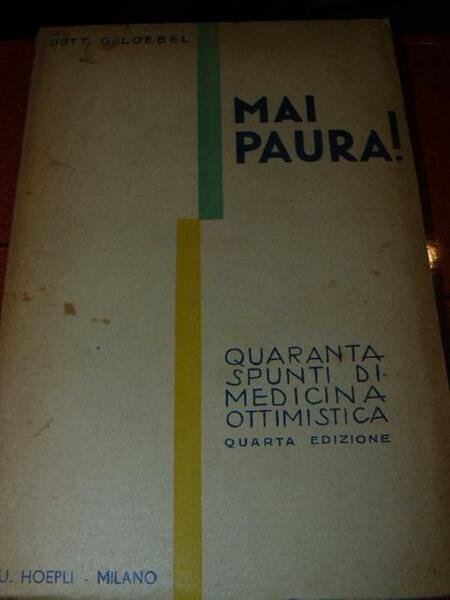 DOTT. G. LOEBEL
MAI
PAURA!
QUARANTA
SPUNTI DI
MEDICINA
OTTIMISTICA
QUARTA EDIZIONE
U. HOEPLI - MILANO